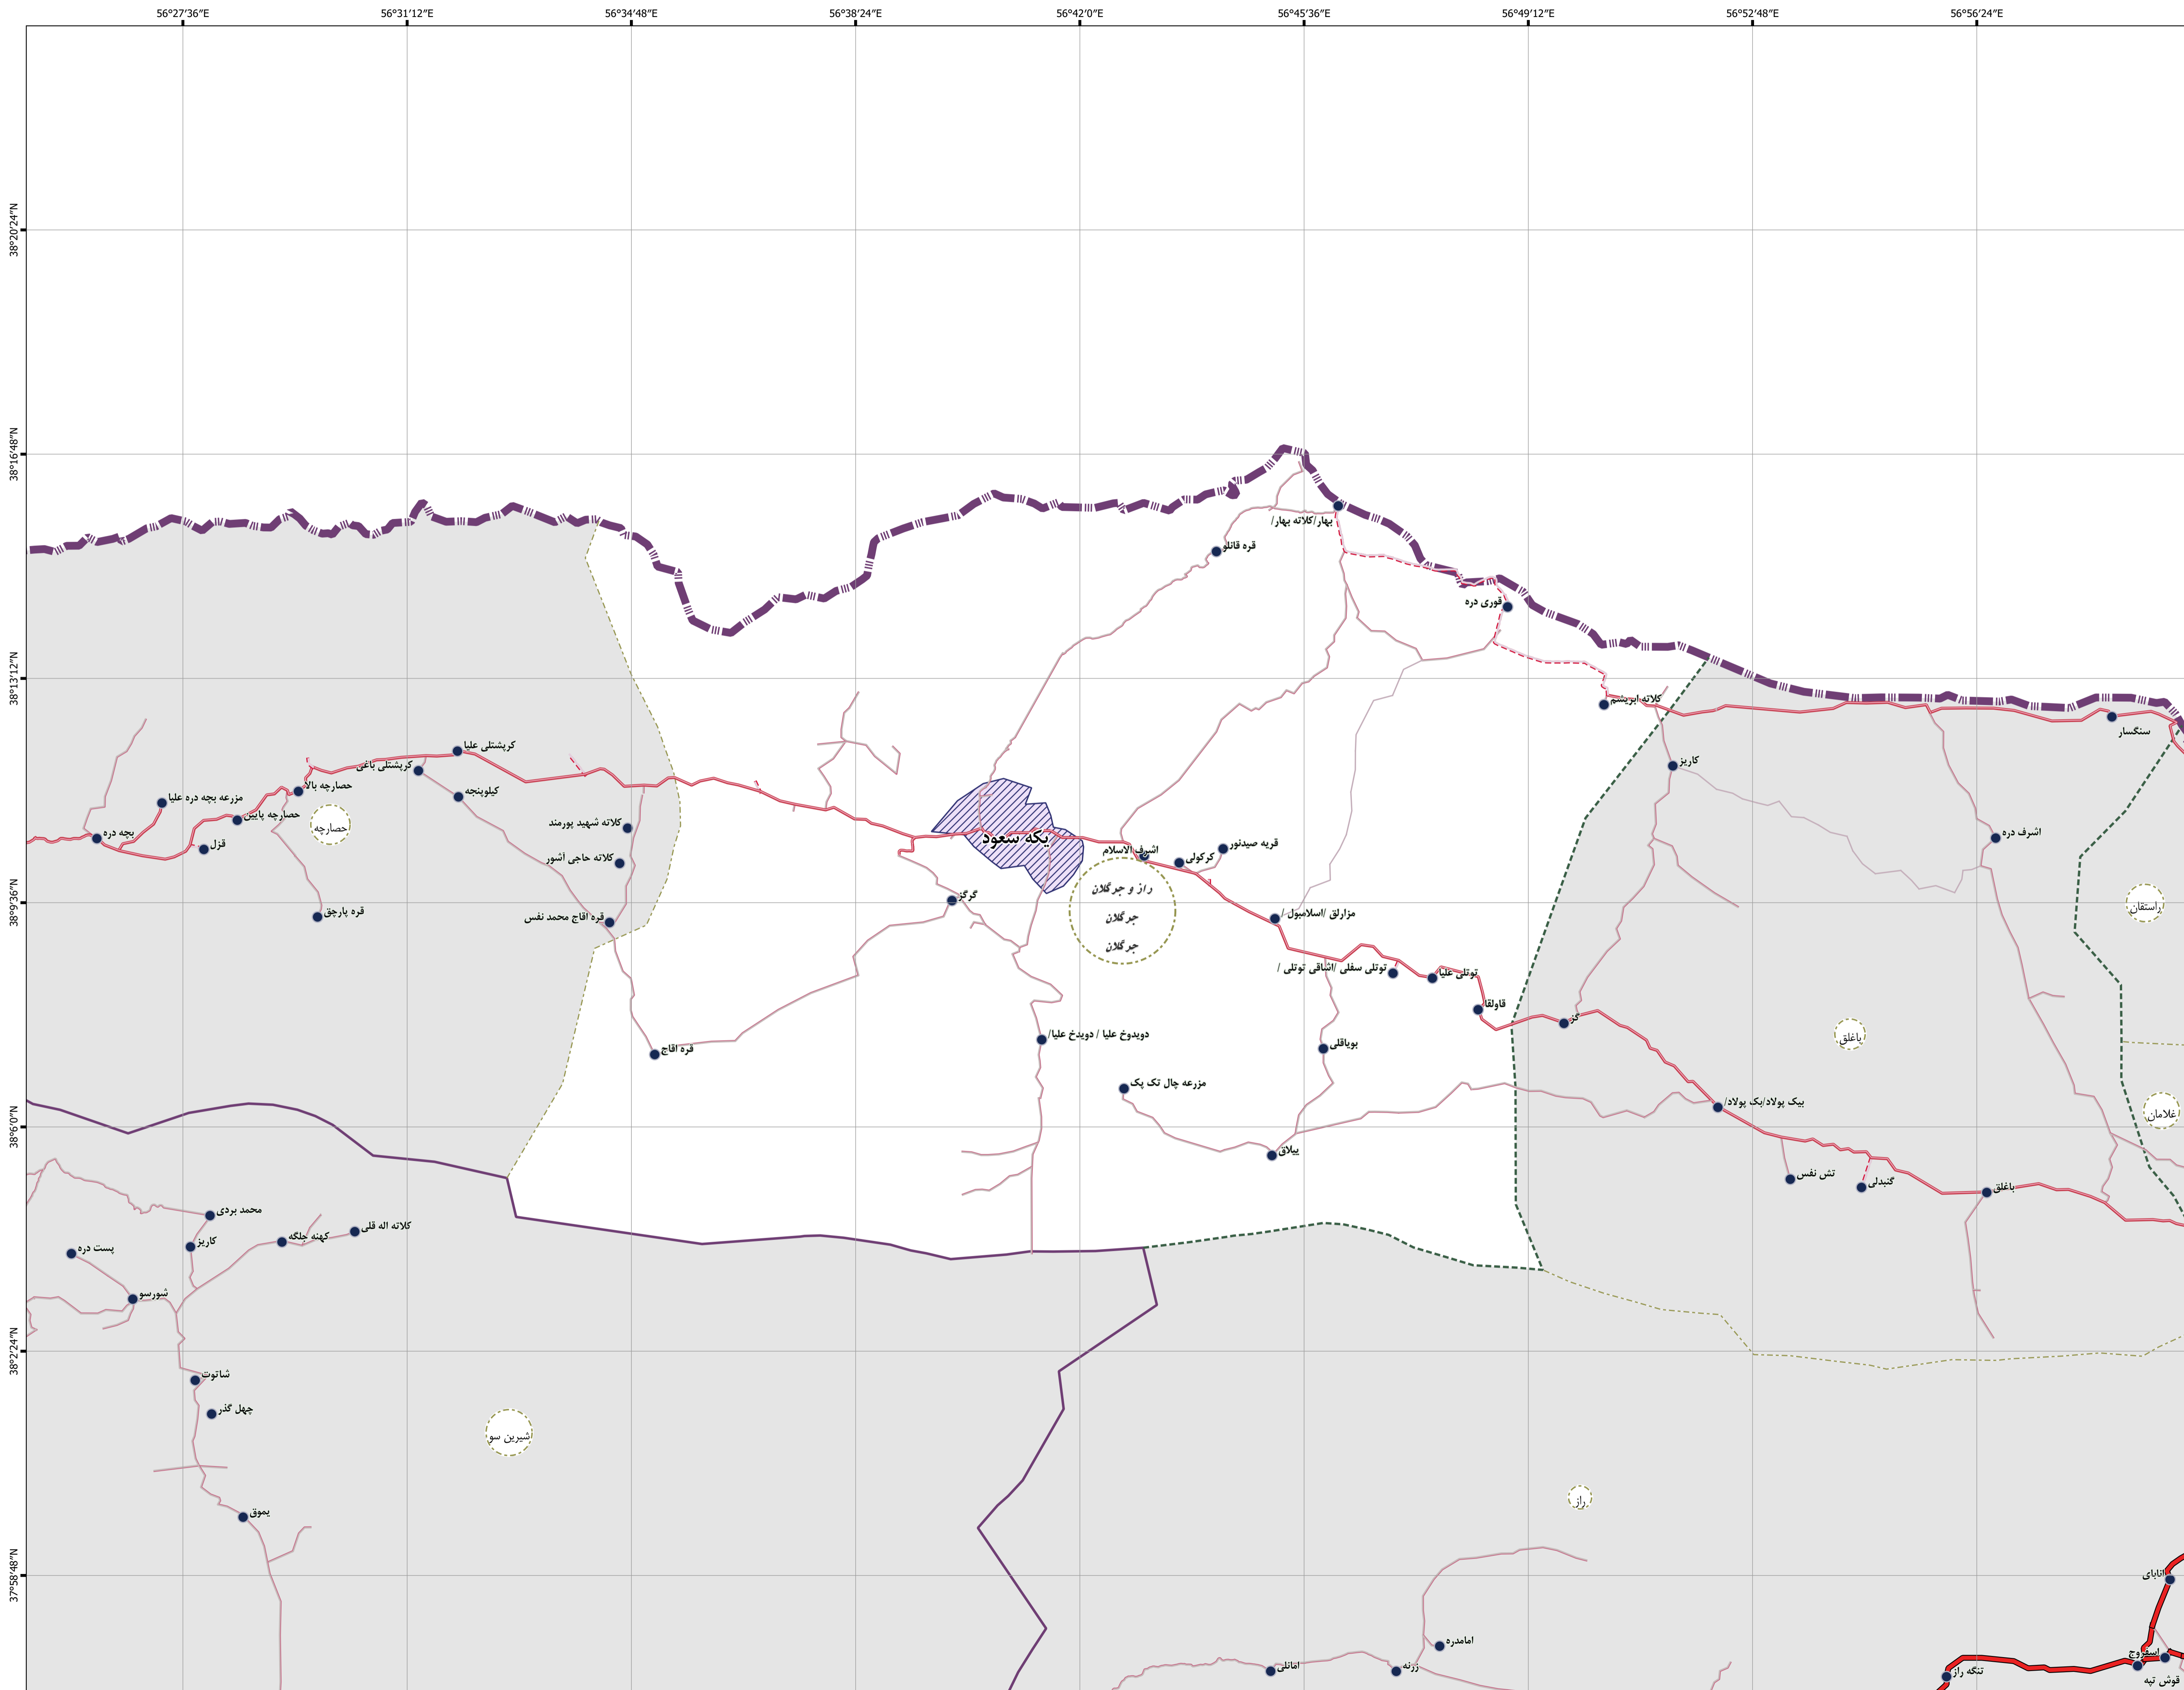 56°27'36"E
56°31'12"E
56°34'48"E
56°38'24"E
56°42'0"E
56°45'36"E
56°49'12"E
56°52'48"E
56°56'24"E
38°20'24"N
38°16'48"N
38°13'12"N
38°9'36"N
38°6'0"N
38°2'24"N
37°58'48"N
بهار/کلاته بهار/
قره قانلو
قوری دره
کلاته ابریشم
سنگسار
کرپشتلی علیا
کرپشتلی باغی
کاریز
حصارچه بالا
کیلوپنجه
مزرعه بچه دره علیا
حصارچه پایین
کلاته شهید پورمند
حصارچه
بچه دره
یکه سعود
اشرف دره
قزل
قریه صیدنور
اشرف الاسلام
کرکولی
کلاته حاجی آشور
راز و جرگلان
جرگلان
جرگلان
گرگز
راستقان
قره پارچق
قره اقاج محمد نفس
مزارلق /اسلامبول /
توتلی سفلی /اشاقی توتلی /
توتلی علیا
قاولقا
گز
دویدوخ علیا / دویدخ علیا/
باغلق
بویاقلی
قره اقاج
مزرعه چال تک پک
بیک پولاد/بک پولاد/
غلامان
ییلاق
تش نفس
گنبدلی
باغلق
محمد بردی
کلاته اله قلی
کهنه جلگه
کاریز
پست دره
شورسو
شاتوت
چهل گذر
شیرین سو
راز
یموق
انابای
امامدره
امانلی
زرنه
اسفروج
تنگه راز
قوش تپه